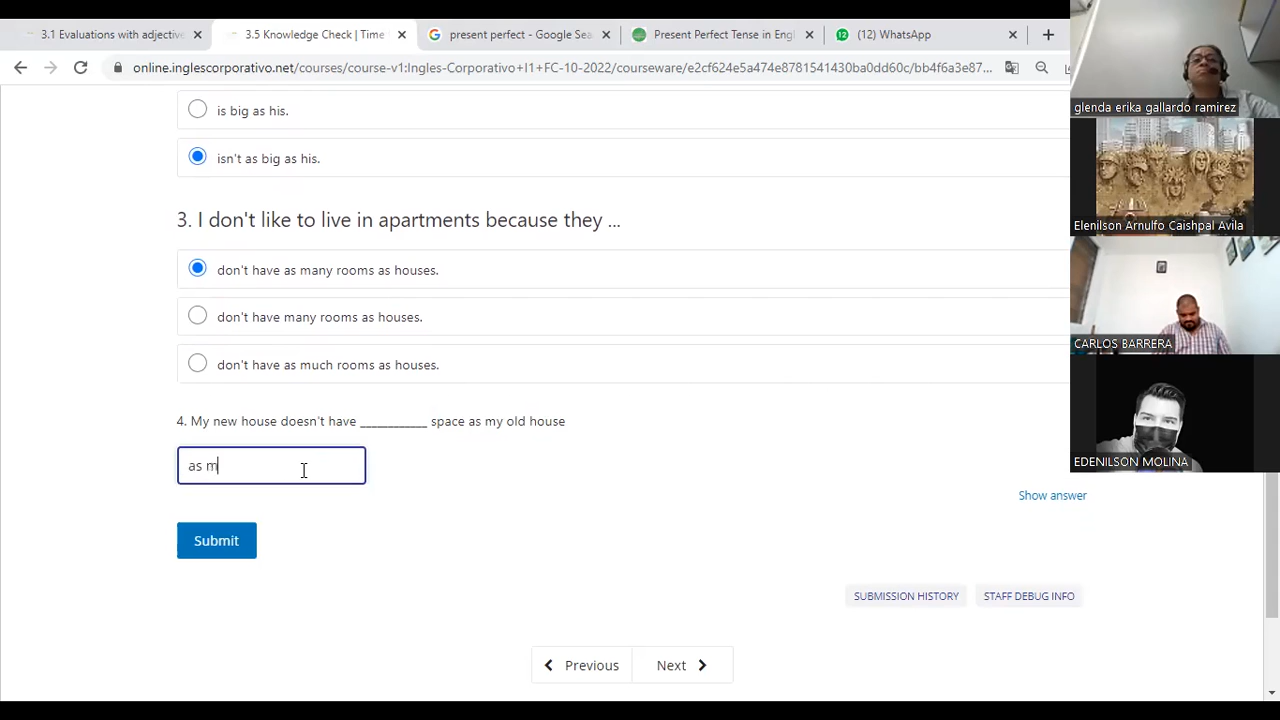 3.1 Evaluations with adjective
3.5 Knowledge Check | Time
present perfect - Google Sea
Present Perfect Tense in Engl
(12) WhatsApp
online.inglescorporativo.net/courses/course-v1:Ingles-Corporativo+I1+FC-10-2022/courseware/e2cf624e5a474e8781541430ba0dd60c/bb4f6a3e87...
is big as his.
isn't as big as his.
3. I don't like to live in apartments because they ...
don't have as many rooms as houses.
don't have many rooms as houses.
don't have as much rooms as houses.
4. My new house doesn't have ____________ space as my old house
as m
Show answer
Submit
SUBMISSION HISTORY
STAFF DEBUG INFO
Previous
Next
glenda erika gallardo ramirez
Elenilson Arnulfo Caishpal Avila
CARLOS BARRERA
EDENILSON MOLINA